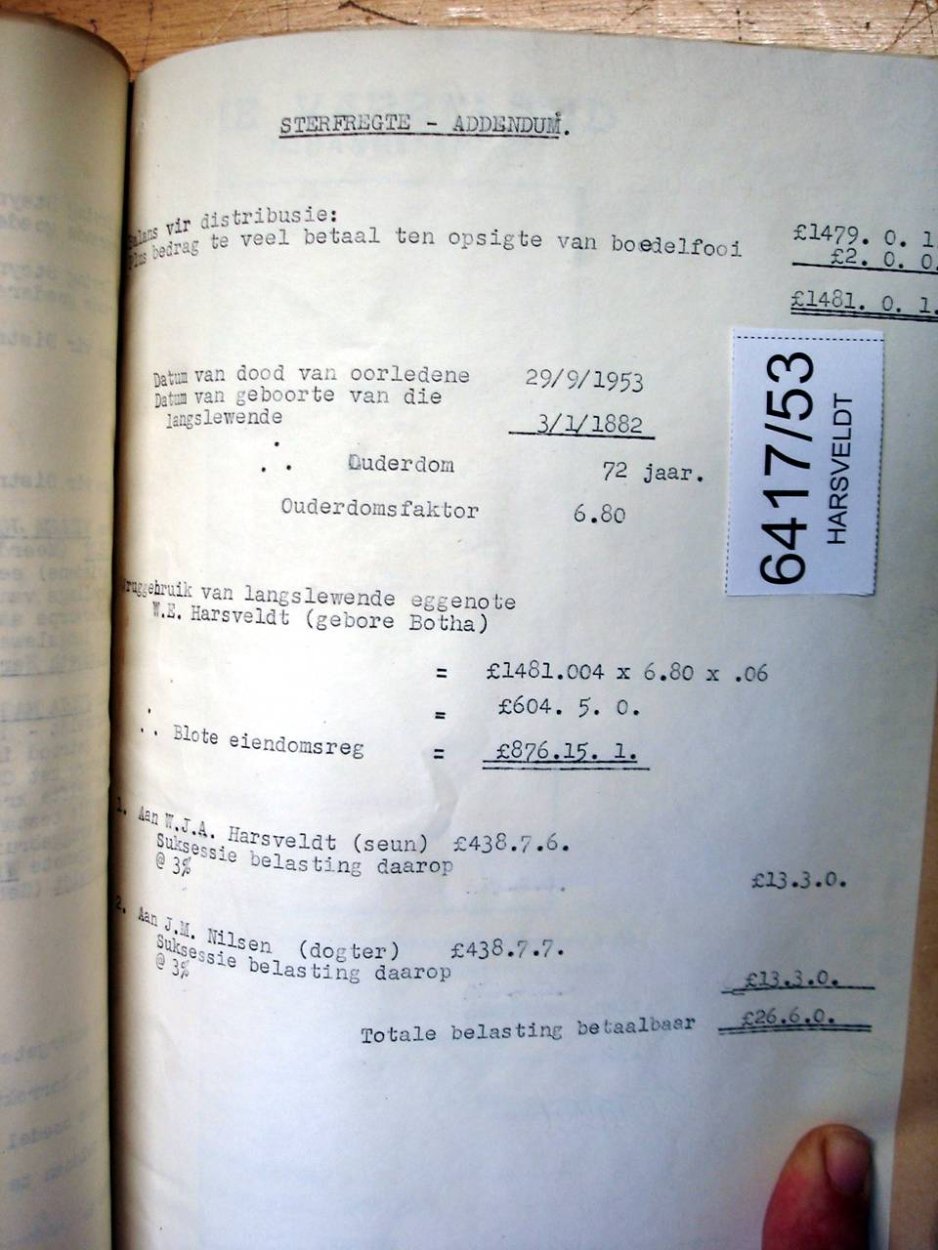 STERFREGTE - ADDENDUM.
Balans vir distribusie: £1479. 0. 1
Plus bedrag te veel betaal ten opsigte van boedelfooi £2. 0. 0.
£1481. 0. 1.
Datum van dood van oorledene 29/9/1953
Datum van geboorte van die
langslewende 3/1/1882
∴ Ouderdom 72 jaar.
Ouderdomsfaktor 6.80
6417/53
HARSVELDT
Vruggebruik van langslewende eggenote
W.E. Harsveldt (gebore Botha)
= £1481.004 x 6.80 x .06
= £604. 5. 0.
∴ Blote eiendomsreg = £876.15. 1.
1. Aan W.J.A. Harsveldt (seun) £438.7.6.
Suksessie belasting daarop
@ 3% £13.3.0.
2. Aan J.M. Nilsen (dogter) £438.7.7.
Suksessie belasting daarop
@ 3% £13.3.0.
Totale belasting betaalbaar £26.6.0.